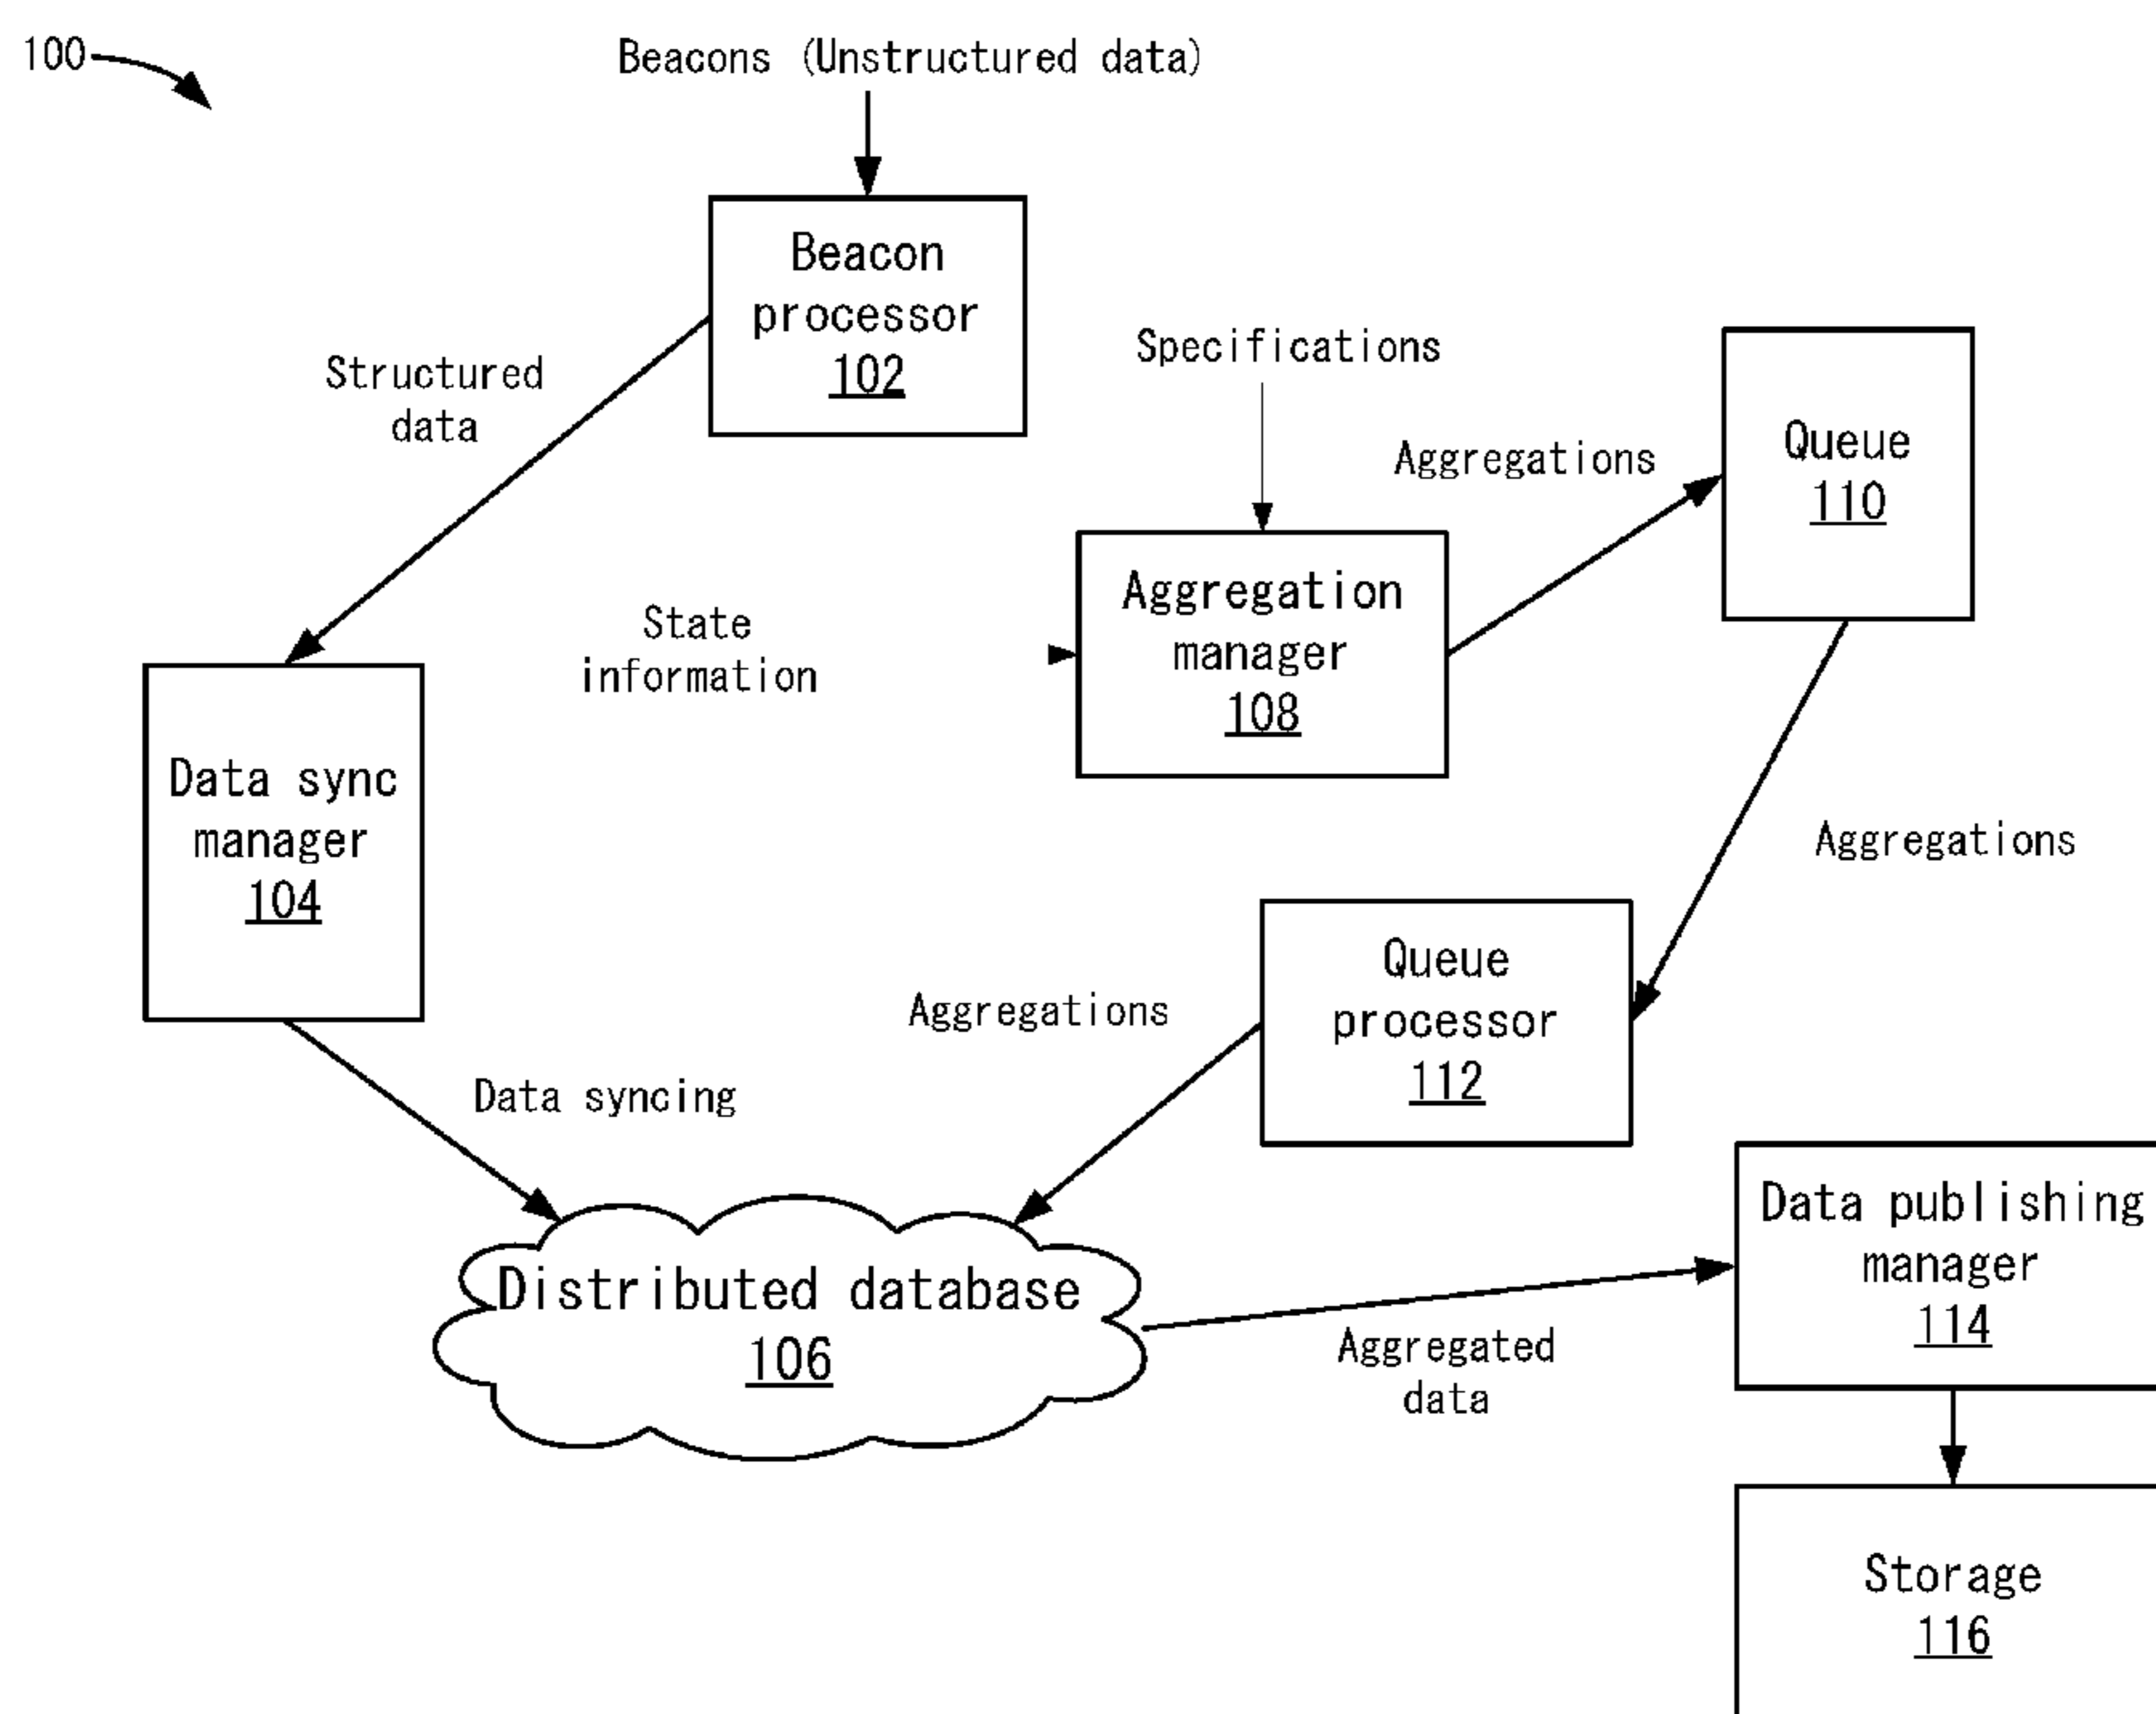 100
Beacons (Unstructured data)
Beacon
processor
102
Structured
data
Specifications
Aggregations
Queue
110
State
information
Aggregation
manager
108
Data sync
manager
104
Aggregations
Queue
processor
112
Aggregations
Data syncing
Distributed database
106
Aggregated
data
Data publishing
manager
114
Storage
116